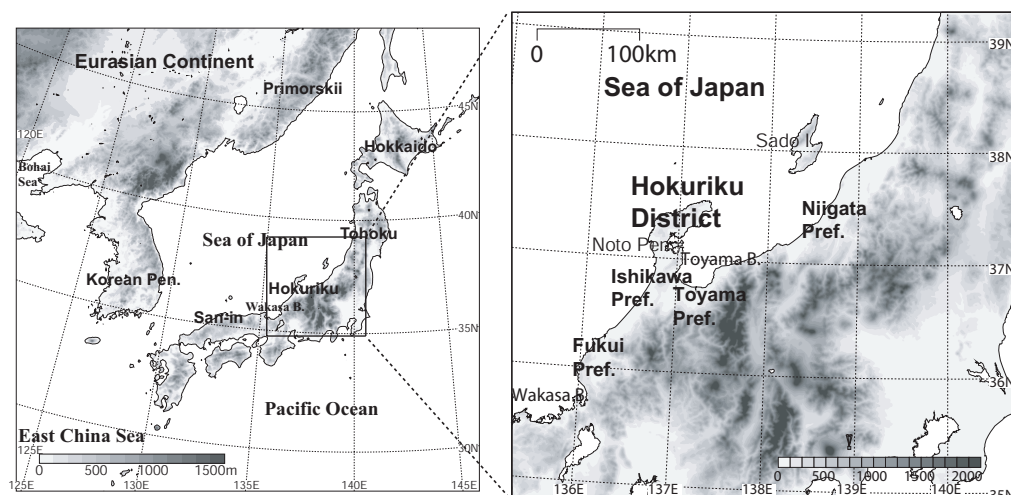 Eurasian Continent
Primorskii
45N
120E
Hokkaido
Bohai
Sea
40N
Sea of Japan
Tohoku
Korean Pen.
Hokuriku
Wakasa B.
San-in
35N
Pacific Ocean
East China Sea
125E
30N
0 500 1000 1500m
125E 130E 135E 140E 145E
0 100km
39N
Sea of Japan
Sado I.
38N
Hokuriku
District
Niigata
Pref.
Noto Pen.
Toyama B.
37N
Ishikawa
Pref.
Toyama
Pref.
Fukui
Pref.
36N
Wakasa B.
0 500 1000 1500 2000
136E 137E 138E 139E 140E
35N